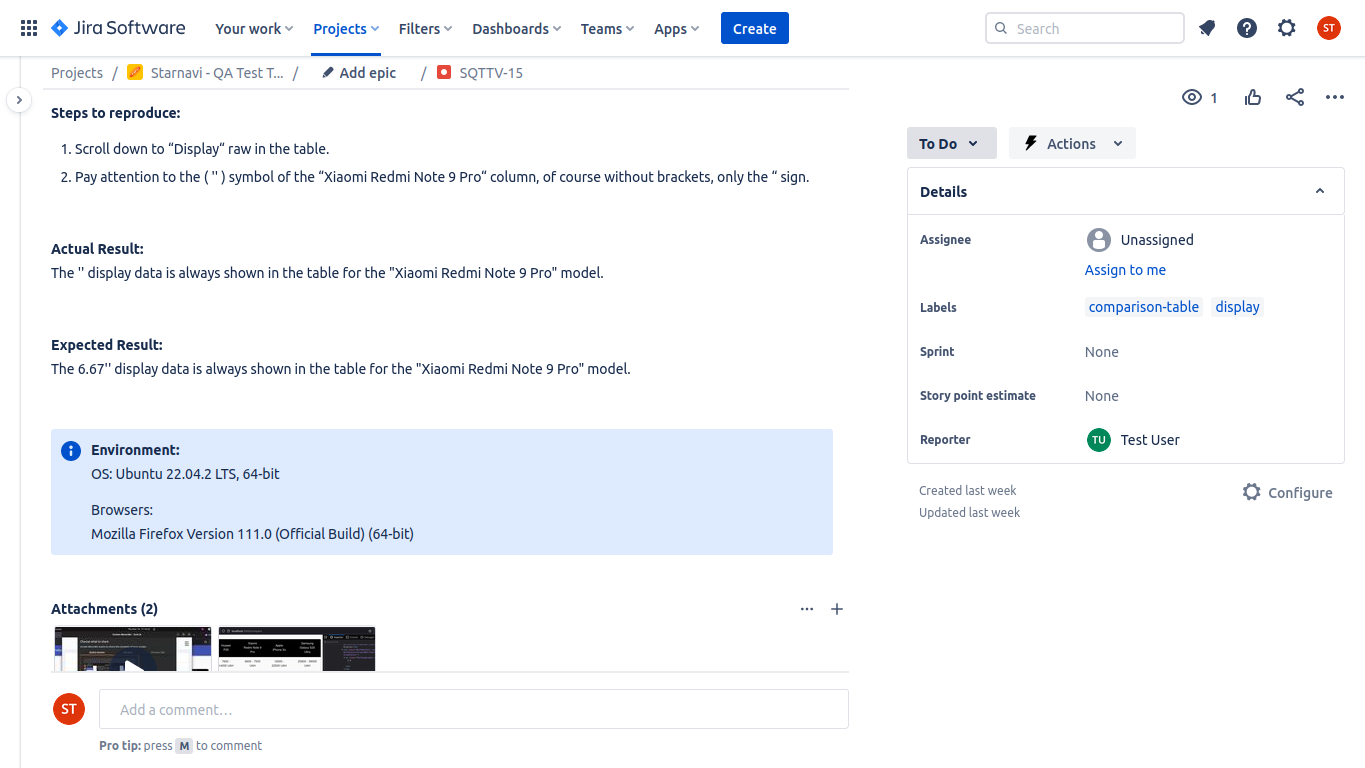 Jira Software
Your work
Projects
Filters
Dashboards
Teams
Apps
Create
Search
ST
Projects / Starnavi - QA Test T... / Add epic / SQTTV-15
1
Steps to reproduce:
1. Scroll down to “Display“ raw in the table.
2. Pay attention to the ( '' ) symbol of the “Xiaomi Redmi Note 9 Pro“ column, of course without brackets, only the “ sign.
Actual Result:
The '' display data is always shown in the table for the "Xiaomi Redmi Note 9 Pro" model.
Expected Result:
The 6.67'' display data is always shown in the table for the "Xiaomi Redmi Note 9 Pro" model.
Environment:
OS: Ubuntu 22.04.2 LTS, 64-bit
Browsers:
Mozilla Firefox Version 111.0 (Official Build) (64-bit)
Attachments (2)
ST
Add a comment…
Pro tip: press M to comment
To Do
Actions
Details
Assignee
Unassigned
Assign to me
Labels
comparison-table display
Sprint
None
Story point estimate
None
Reporter
TU Test User
Created last week
Updated last week
Configure